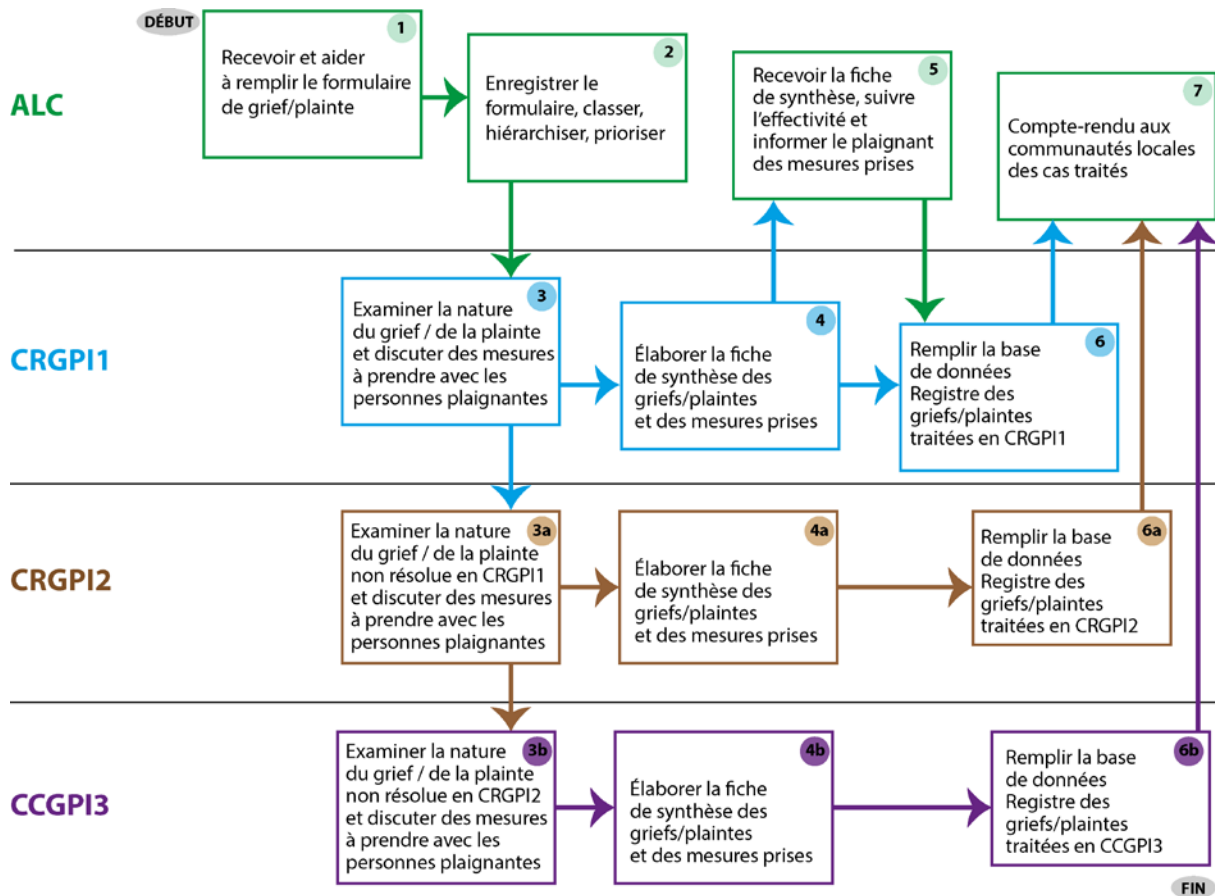 DÉBUT
ALC
1
Recevoir et aider
à remplir le formulaire
de grief/plainte
2
Enregistrer le
formulaire, classer,
hiérarchiser, prioriser
5
Recevoir la fiche
de synthèse, suivre
l'effectivité et
informer le plaignant
des mesures prises
7
Compte-rendu aux
communautés locales
des cas traités
CRGPI1
3
Examiner la nature
du grief / de la plainte
et discuter des mesures
à prendre avec les
personnes plaignantes
4
Élaborer la fiche
de synthèse des
griefs/plaintes
et des mesures prises
6
Remplir la base
de données
Registre des
griefs/plaintes
traitées en CRGPI1
CRGPI2
3a
Examiner la nature
du grief / de la plainte
non résolue en CRGPI1
et discuter des mesures
à prendre avec les
personnes plaignantes
4a
Élaborer la fiche
de synthèse des
griefs/plaintes
et des mesures prises
6a
Remplir la base
de données
Registre des
griefs/plaintes
traitées en CRGPI2
CCGPI3
3b
Examiner la nature
du grief / de la plainte
non résolue en CRGPI2
et discuter des mesures
à prendre avec les
personnes plaignantes
4b
Élaborer la fiche
de synthèse des
griefs/plaintes
et des mesures prises
6b
Remplir la base
de données
Registre des
griefs/plaintes
traitées en CCGPI3
FIN